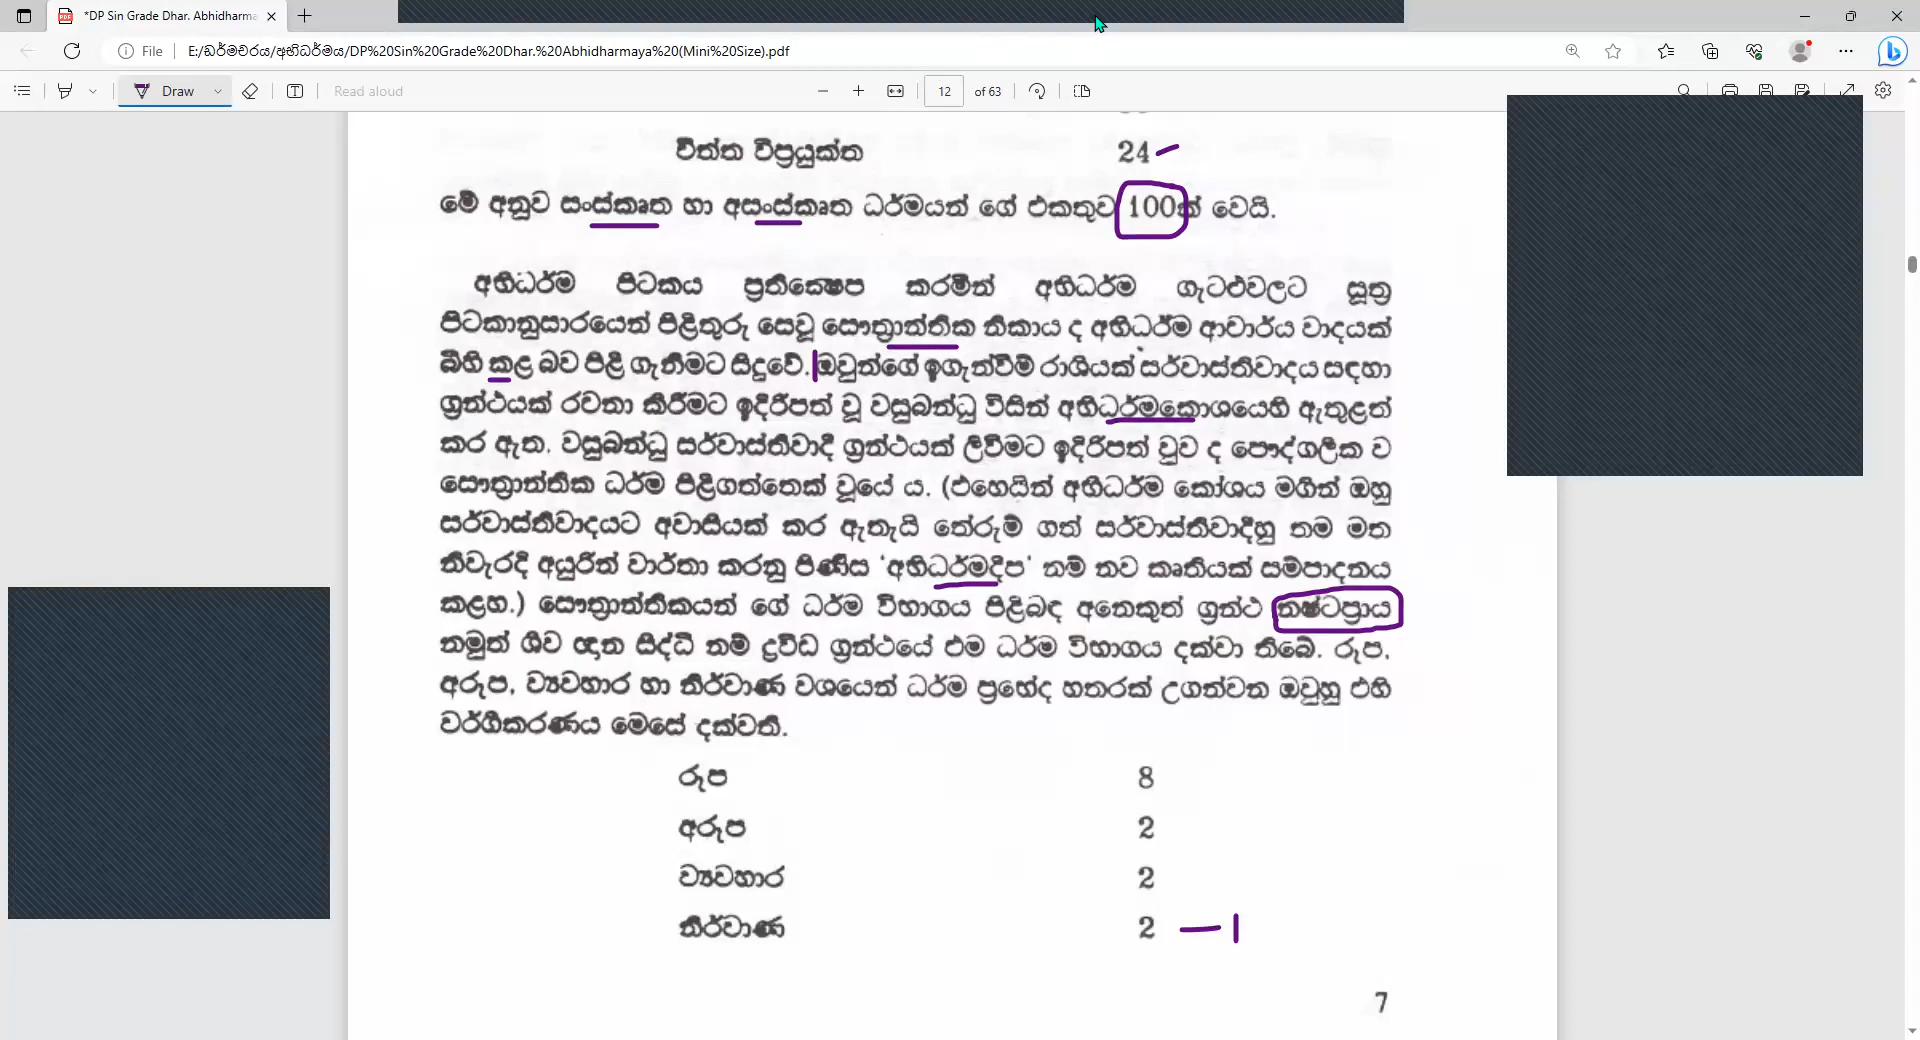 *DP Sin Grade Dhar. Abhidharma
File E:/ඩර්මචරය/අභිධර්මය/DP%20Sin%20Grade%20Dhar.%20Abhidharmaya%20(Mini%20Size).pdf
Draw Read aloud 12 of 63
චිත්ත විප්‍රයුක්ත 24
මේ අනුව සංස්කෘත හා අසංස්කෘත ධර්මයන් ගේ එකතුව 100ක් වෙයි.
අභිධර්ම පිටකය ප්‍රතික්ෂෙප කරමින් අභිධර්ම ගැටළුවලට සූත්‍ර
පිටකානුසාරයෙන් පිළිතුරු සෙවූ සෞත්‍රාන්තික නිකාය ද අභිධර්ම ආචාර්ය වාදයක්
බිහි කළ බව පිළි ගැනීමට සිදුවේ. ඔවුන්ගේ ඉගැන්වීම් රාශියක් සර්වාස්තිවාදය සඳහා
ග්‍රන්ථයක් රචනා කිරීමට ඉදිරිපත් වූ වසුබන්ධු විසින් අභිධර්මකොශයෙහි ඇතුළත්
කර ඇත. වසුබන්ධු සර්වාස්තිවාදී ග්‍රන්ථයක් ලිවීමට ඉදිරිපත් වුව ද පෞද්ගලික ව
සෞත්‍රාන්තික ධර්ම පිළිගත්තෙක් වූයේ ය. (එහෙයින් අභිධර්ම කෝශය මගින් ඔහු
සර්වාස්තිවාදයට අවාසියක් කර ඇතැයි තේරුම් ගත් සර්වාස්තිවාදීහු තම මත
නිවැරදි අයුරින් වාර්තා කරනු පිණිස 'අභිධර්මදීප' නම් තව කෘතියක් සම්පාදනය
කළහ.) සෞත්‍රාන්තිකයන් ගේ ධර්ම විභාගය පිළිබඳ අනෙකුත් ග්‍රන්ථ නෂ්ටප්‍රාය
නමුත් ශිව ඥාන සිද්ධි නම් ද්‍රවිඩ ග්‍රන්ථයේ එම ධර්ම විභාගය දක්වා තිබේ. රූප,
අරූප, ව්‍යවහාර හා නිර්වාණ වශයෙන් ධර්ම ප්‍රභේද හතරක් උගන්වන ඔවුහු එහි
වර්ගීකරණය මෙසේ දක්වති.
රූප 8
අරූප 2
ව්‍යවහාර 2
නිර්වාණ 2 — 1
7